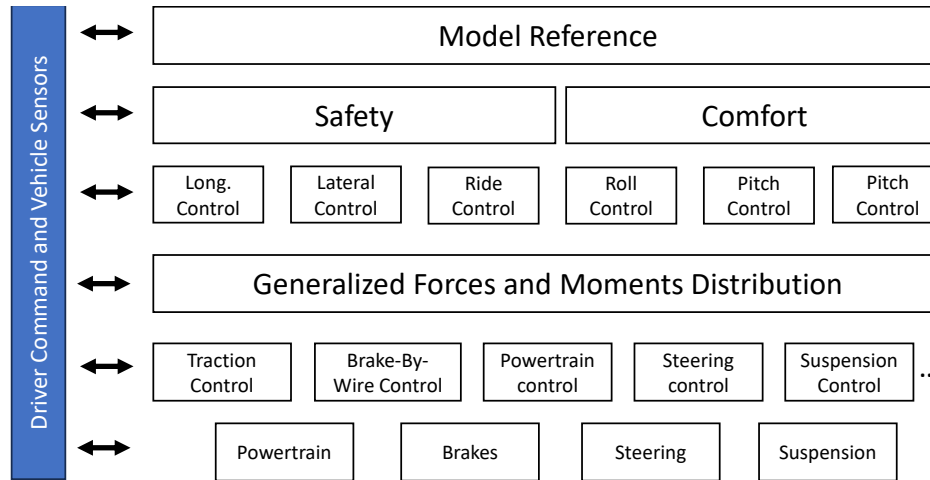 Driver Command and Vehicle Sensors
Model Reference
Safety
Comfort
Long.
Control
Lateral
Control
Ride
Control
Roll
Control
Pitch
Control
Pitch
Control
Generalized Forces and Moments Distribution
Traction
Control
Brake-By-
Wire Control
Powertrain
control
Steering
control
Suspension
Control
..
Powertrain
Brakes
Steering
Suspension